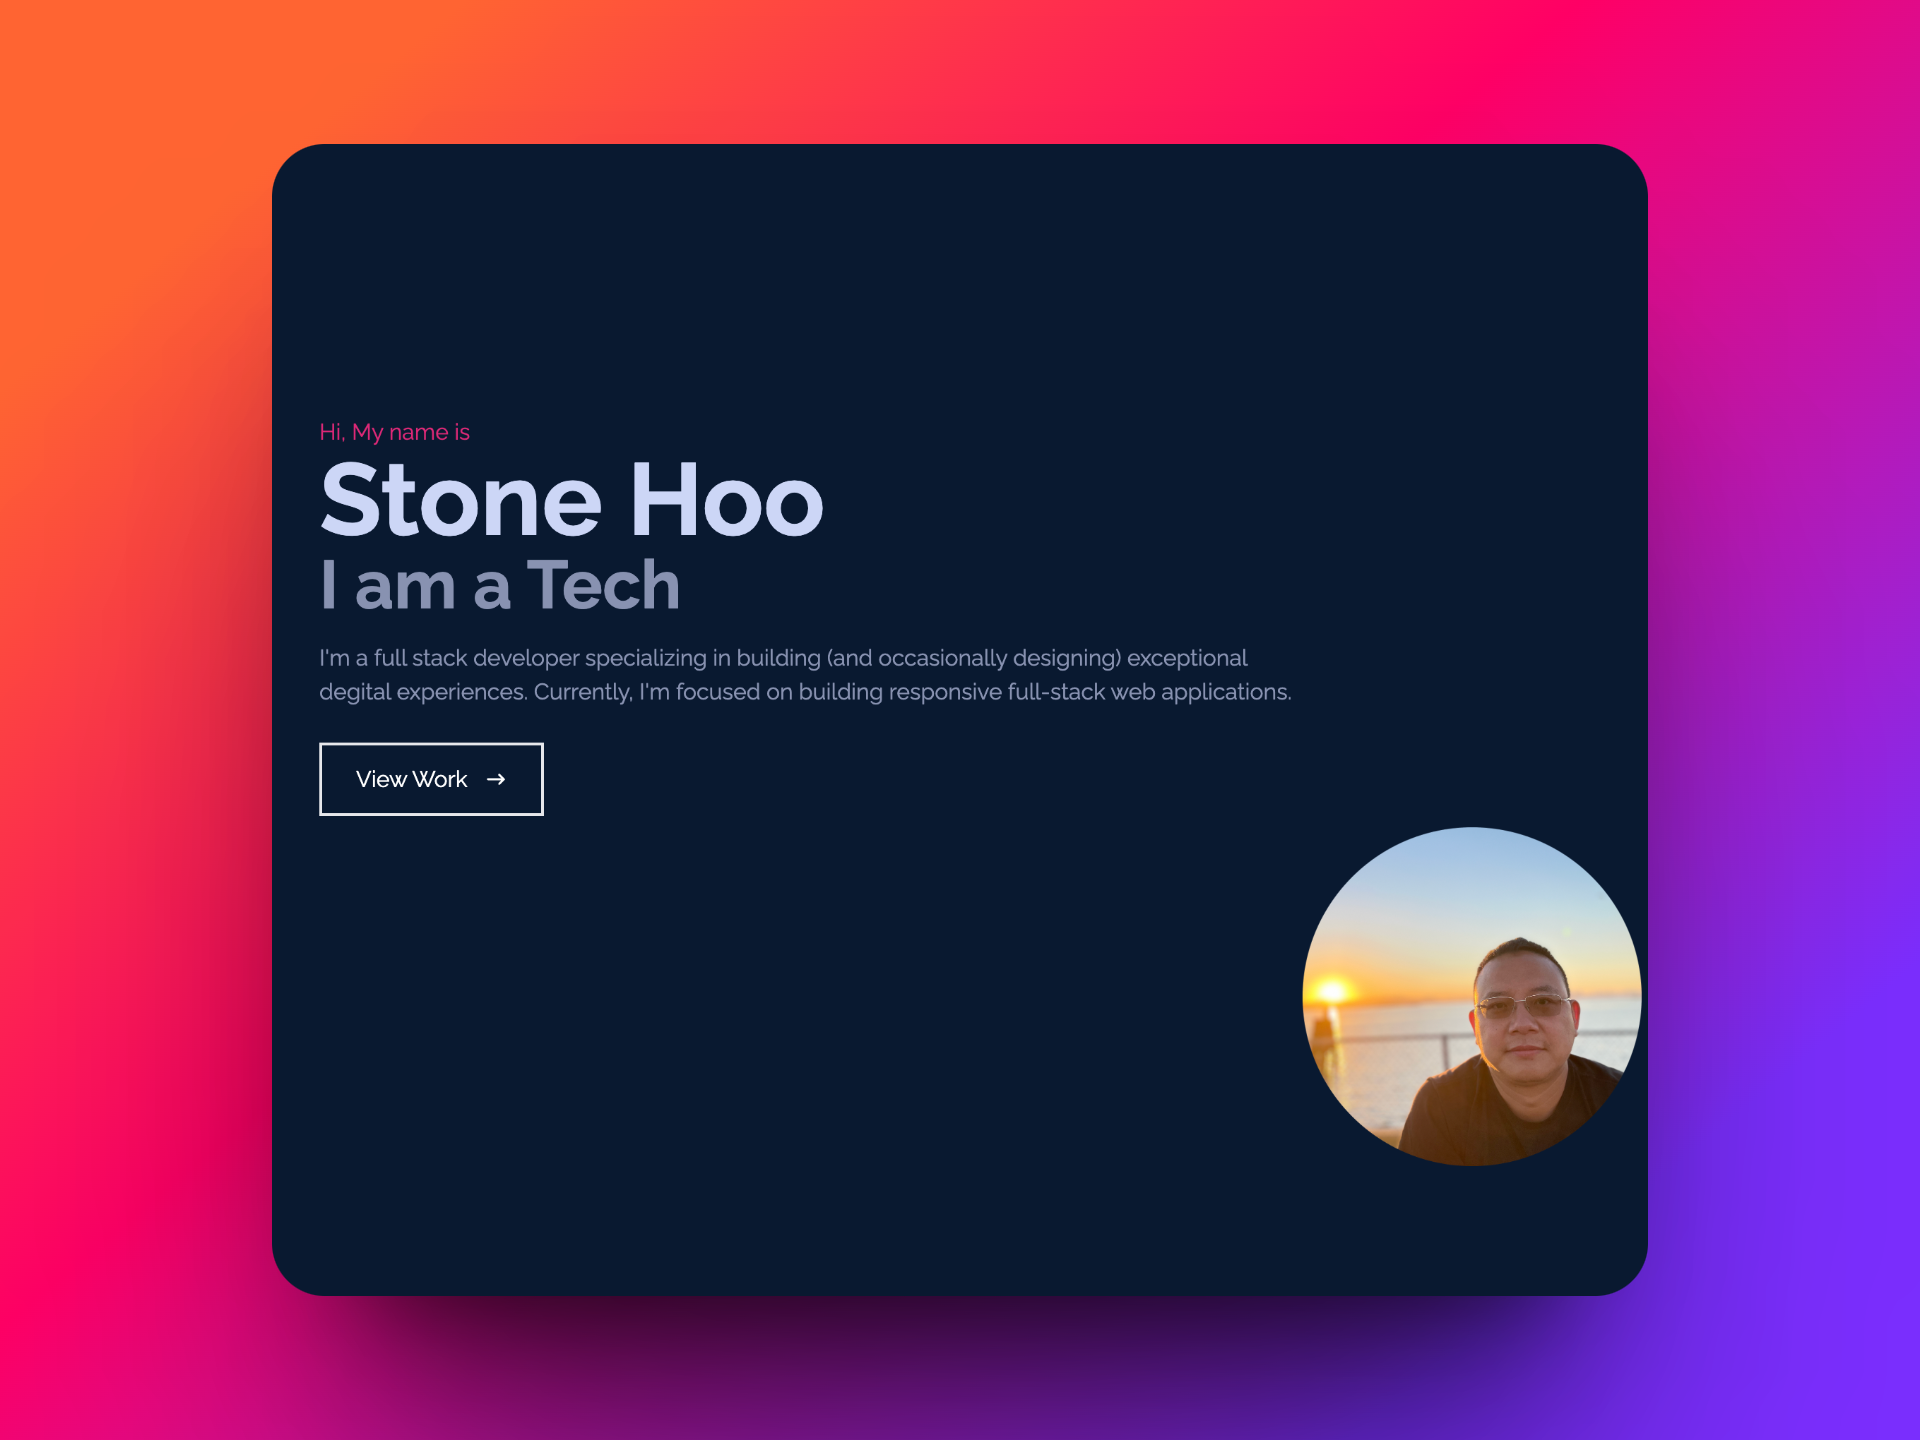 Hi, My name is
Stone Hoo
I am a Tech
I'm a full stack developer specializing in building (and occasionally designing) exceptional
degital experiences. Currently, I'm focused on building responsive full-stack web applications.
View Work →